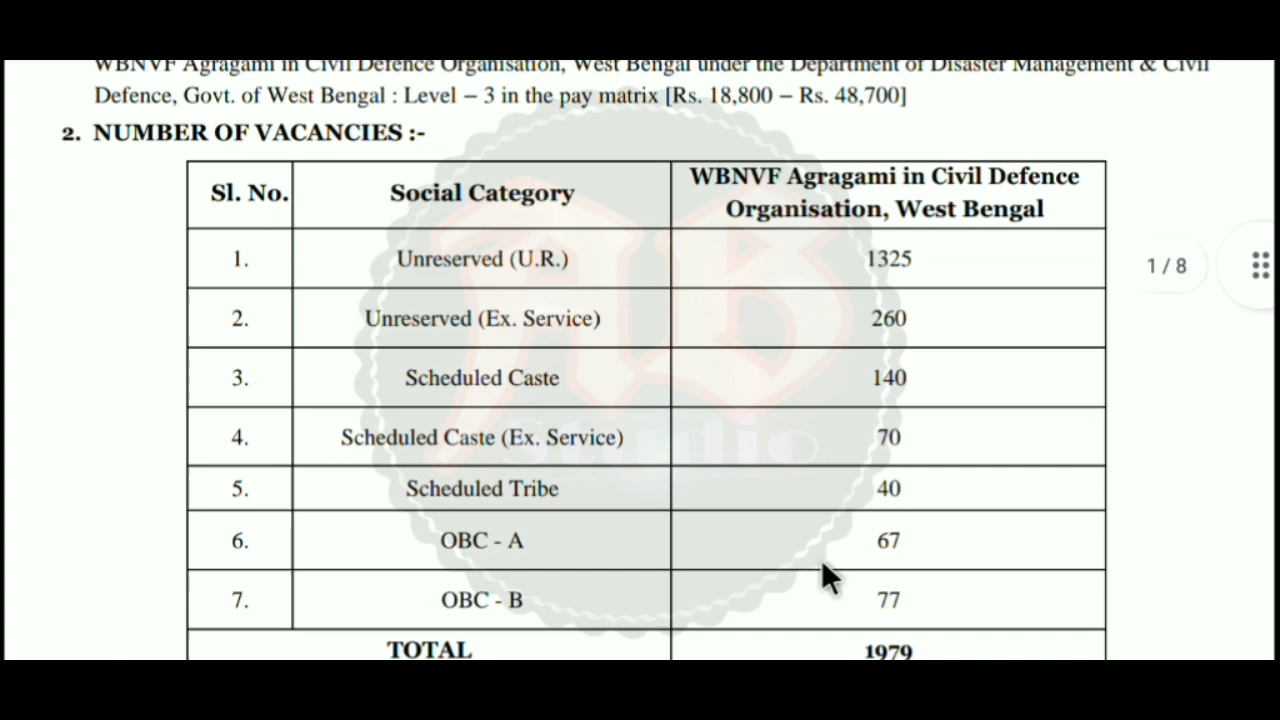 WBNVF Agragami in Civil Defence Organisation, West Bengal under the Department of Disaster Management & Civil
Defence, Govt. of West Bengal : Level – 3 in the pay matrix [Rs. 18,800 – Rs. 48,700]
2. NUMBER OF VACANCIES :-
Sl. No. Social Category WBNVF Agragami in Civil Defence
Organisation, West Bengal
1. Unreserved (U.R.) 1325
2. Unreserved (Ex. Service) 260
3. Scheduled Caste 140
4. Scheduled Caste (Ex. Service) 70
5. Scheduled Tribe 40
6. OBC - A 67
7. OBC - B 77
TOTAL 1979
1 / 8
AB
Studio